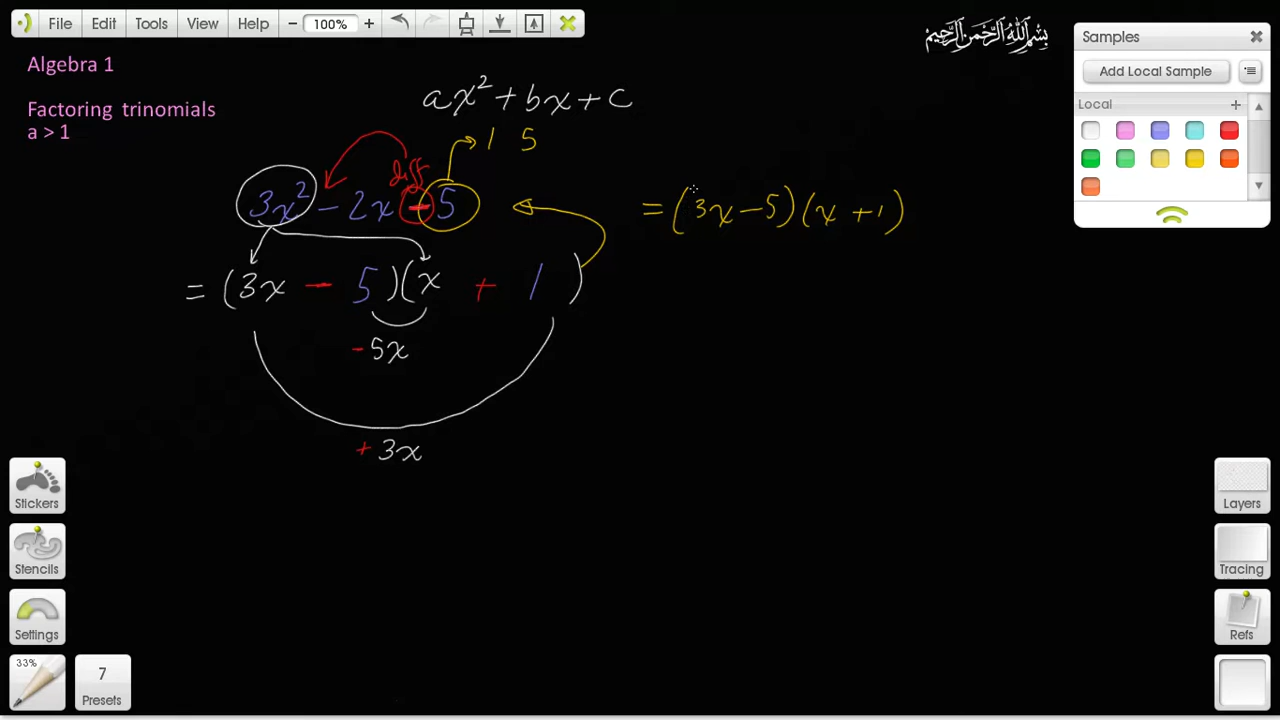 File Edit Tools View Help 100%
بسم الله الرحمن الرحيم
Samples
Add Local Sample
Local
Algebra 1
Factoring trinomials
a > 1
ax² + bx + c
1 5
diff
3x² - 2x - 5
= (3x - 5)(x + 1)
= (3x - 5)(x + 1)
- 5x
+ 3x
Stickers
Stencils
Settings
33%
7
Presets
Layers
Tracing
Refs